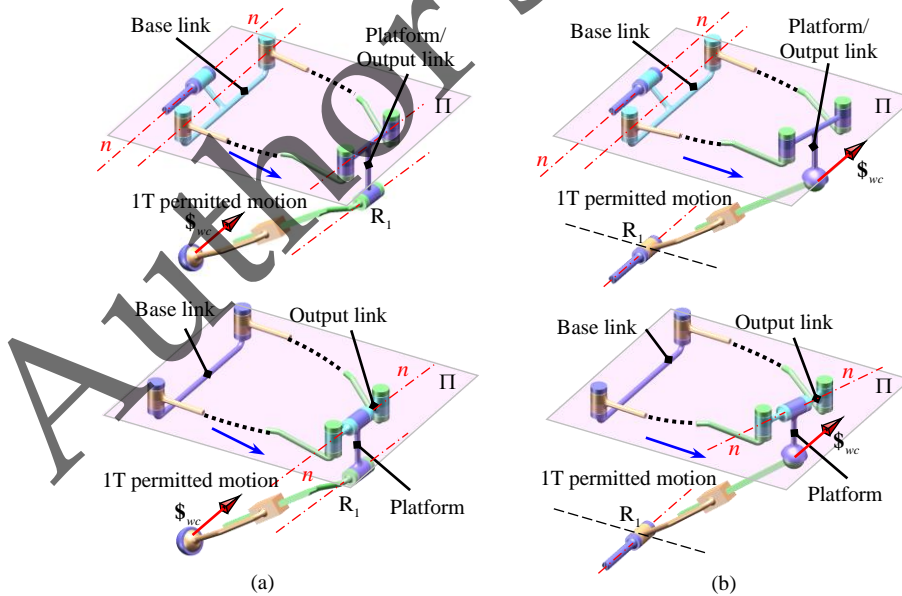 n
Base link
Platform/
Output link
Π
n
1T permitted motion
$wc
R1
n
Base link
Platform/
Output link
Π
n
$wc
1T permitted motion
R1
Base link
Output link
n
Π
n
1T permitted motion
$wc
R1
Platform
Base link
Output link
n
Π
n
$wc
1T permitted motion
R1
Platform
(a)
(b)
Author